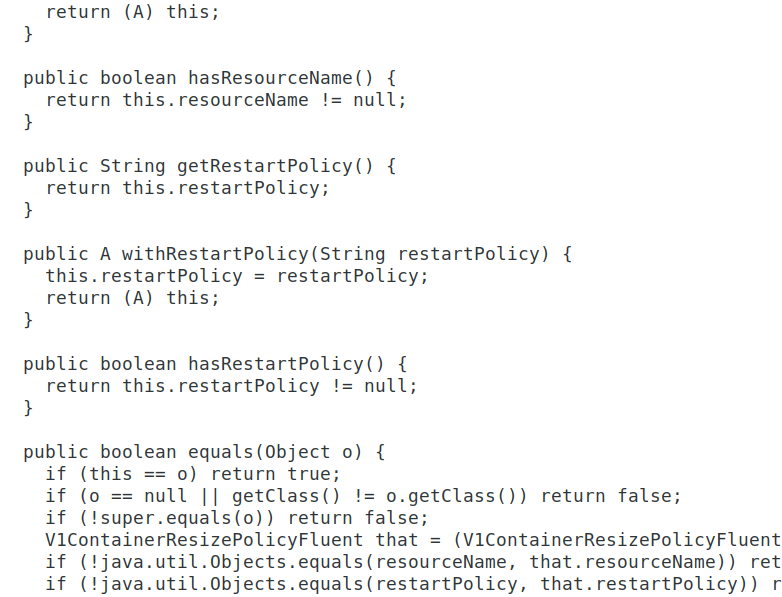 return (A) this;
}
public boolean hasResourceName() {
return this.resourceName != null;
}
public String getRestartPolicy() {
return this.restartPolicy;
}
public A withRestartPolicy(String restartPolicy) {
this.restartPolicy = restartPolicy;
return (A) this;
}
public boolean hasRestartPolicy() {
return this.restartPolicy != null;
}
public boolean equals(Object o) {
if (this == o) return true;
if (o == null || getClass() != o.getClass()) return false;
if (!super.equals(o)) return false;
V1ContainerResizePolicyFluent that = (V1ContainerResizePolicyFluent
if (!java.util.Objects.equals(resourceName, that.resourceName)) ret
if (!java.util.Objects.equals(restartPolicy, that.restartPolicy)) r